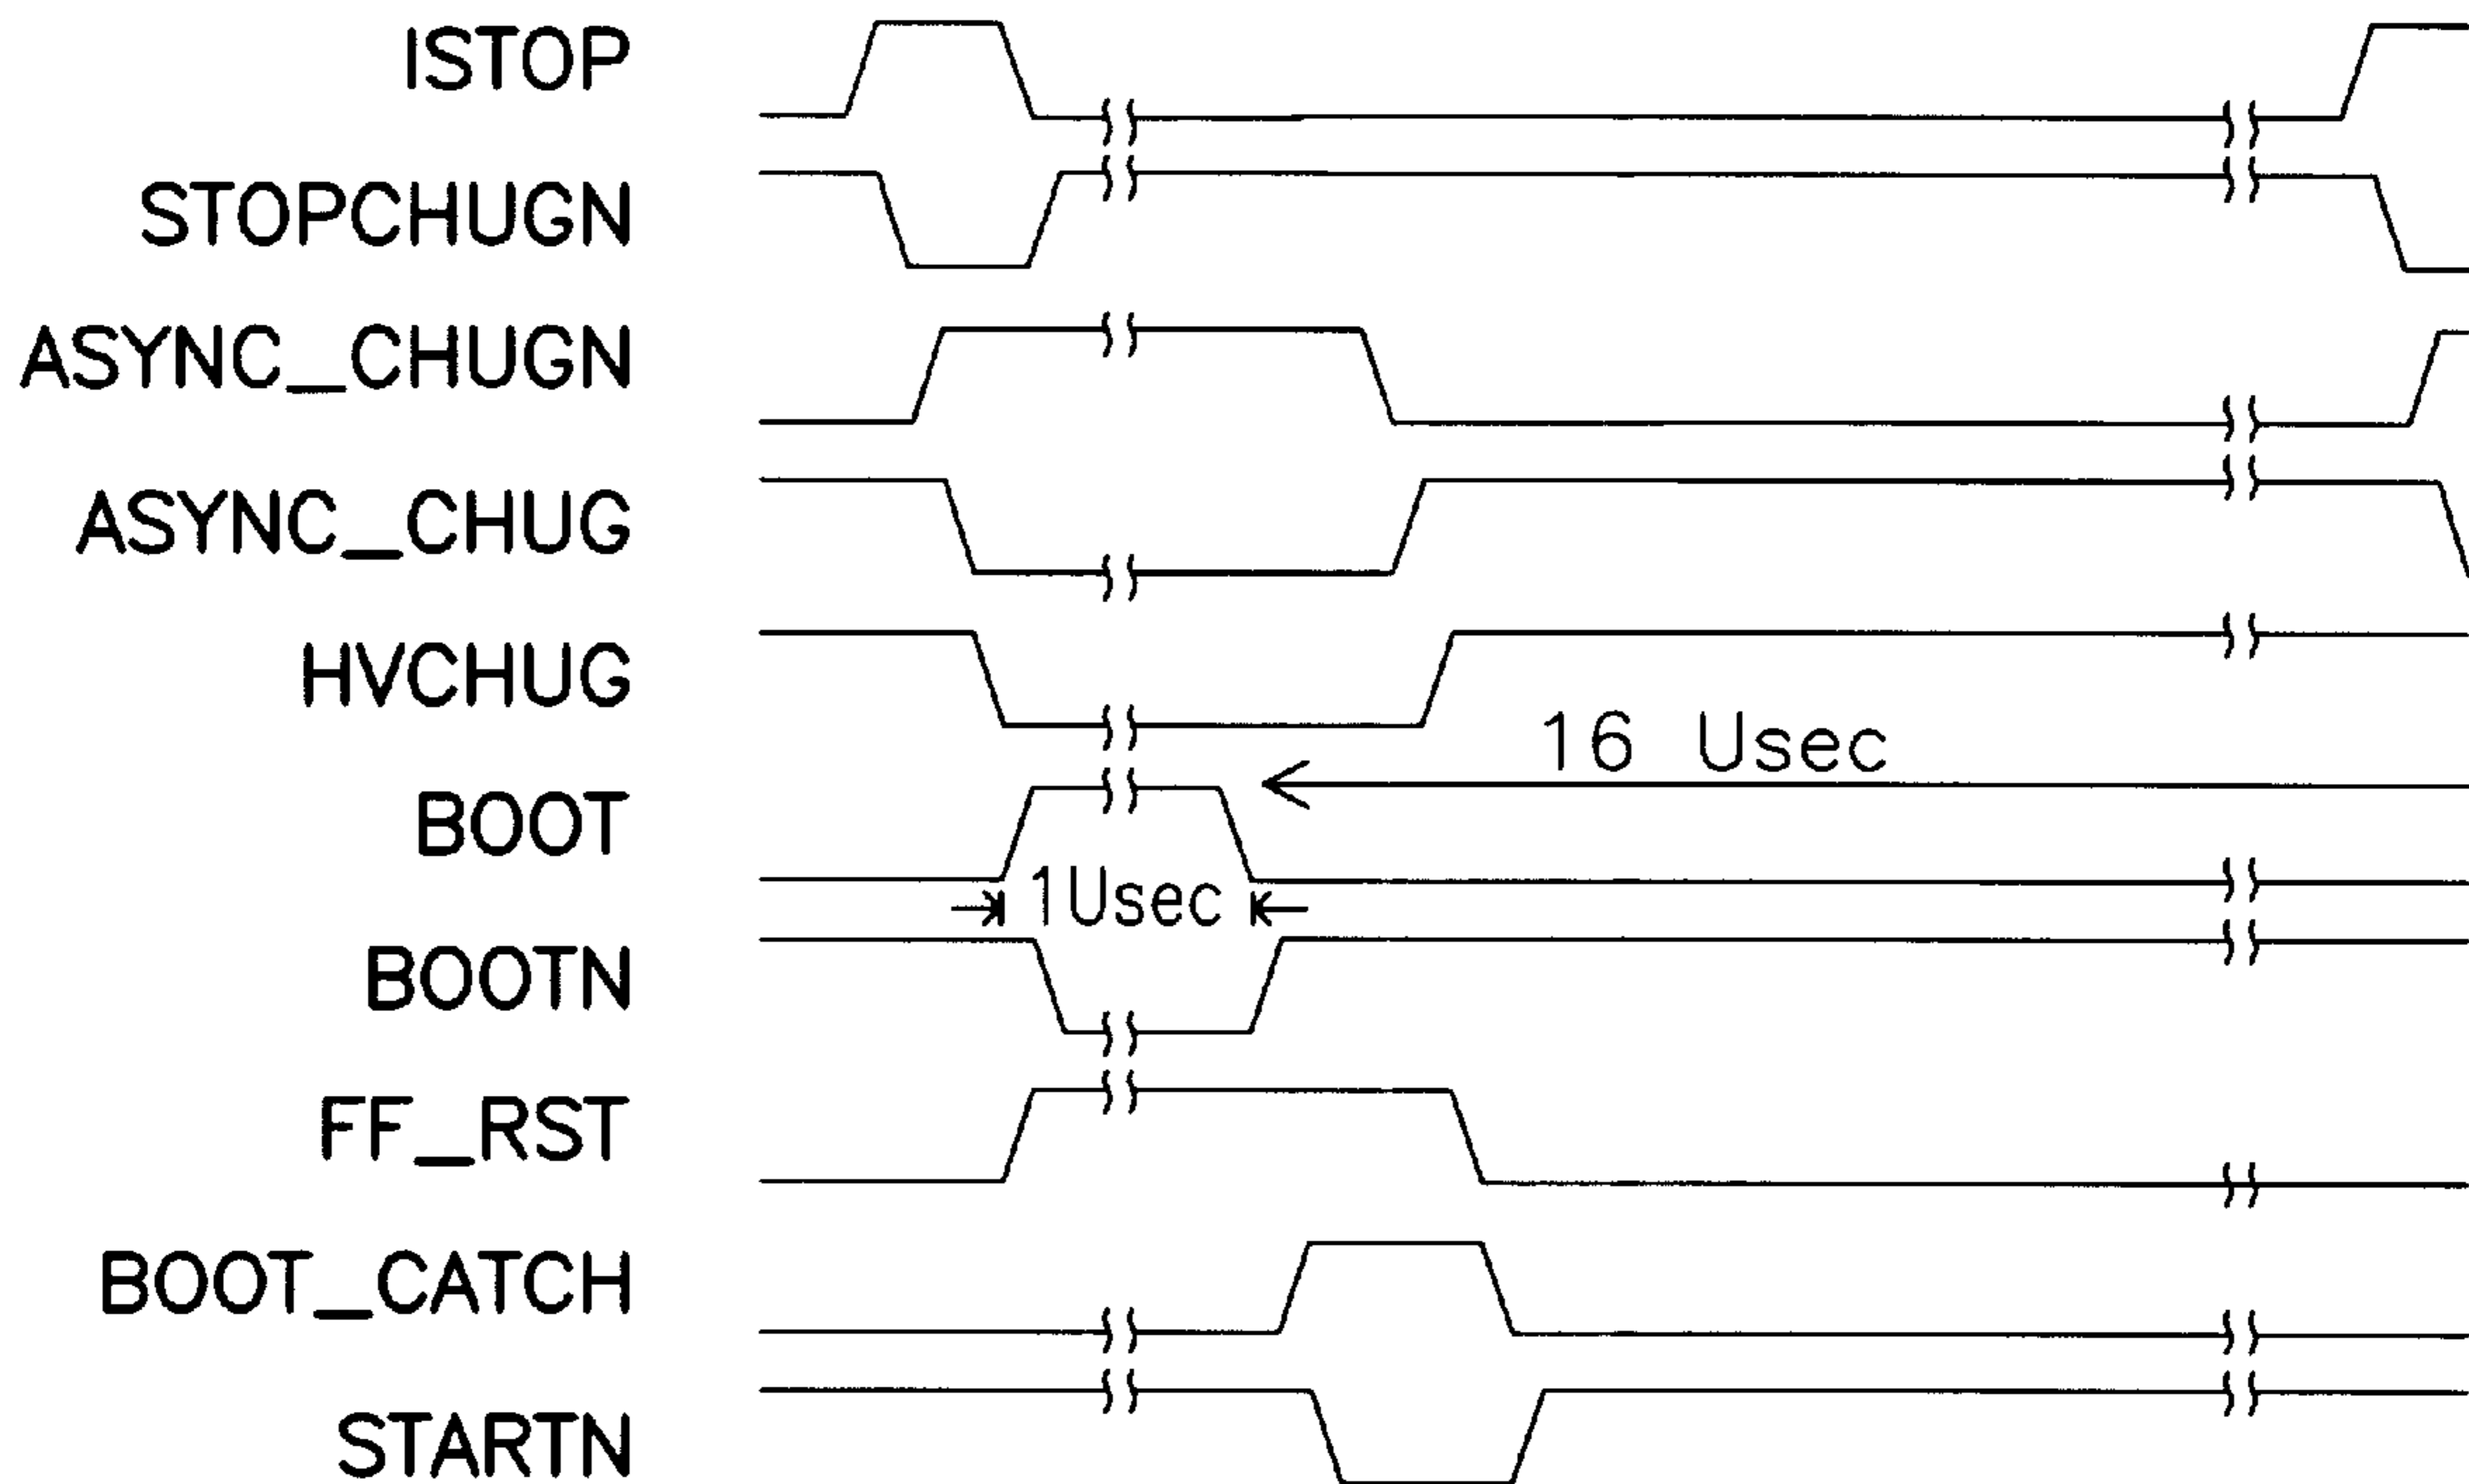 ISTOP
STOPCHUGN
ASYNC_CHUGN
ASYNC_CHUG
HVCHUG
16 Usec
BOOT
1Usec
BOOTN
FF_RST
BOOT_CATCH
STARTN